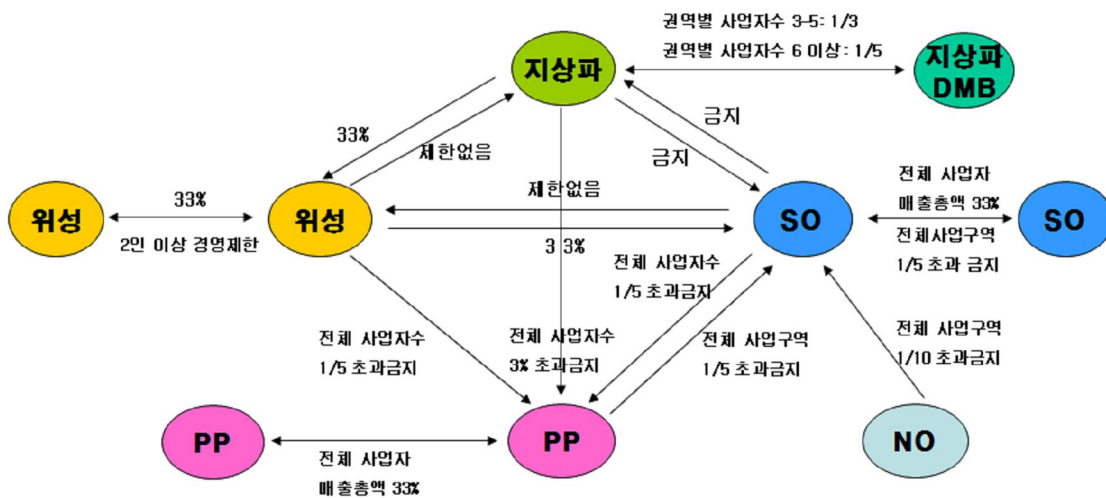 권역별 사업자수 3-5: 1/3
권역별 사업자수 6 이상: 1/5
지상파
지상파
DMB
33%
제한없음
금지
금지
전체 사업자
매출총액 33%
위성
33%
2인 이상 경영제한
위성
제한없음
3 3%
SO
SO
전체사업구역
1/5 초과 금지
전체 사업자수
1/5 초과금지
전체 사업자수
1/5 초과금지
전체 사업자수
3% 초과금지
전체 사업구역
1/5 초과금지
전체 사업구역
1/10 초과금지
PP
PP
NO
전체 사업자
매출총액 33%